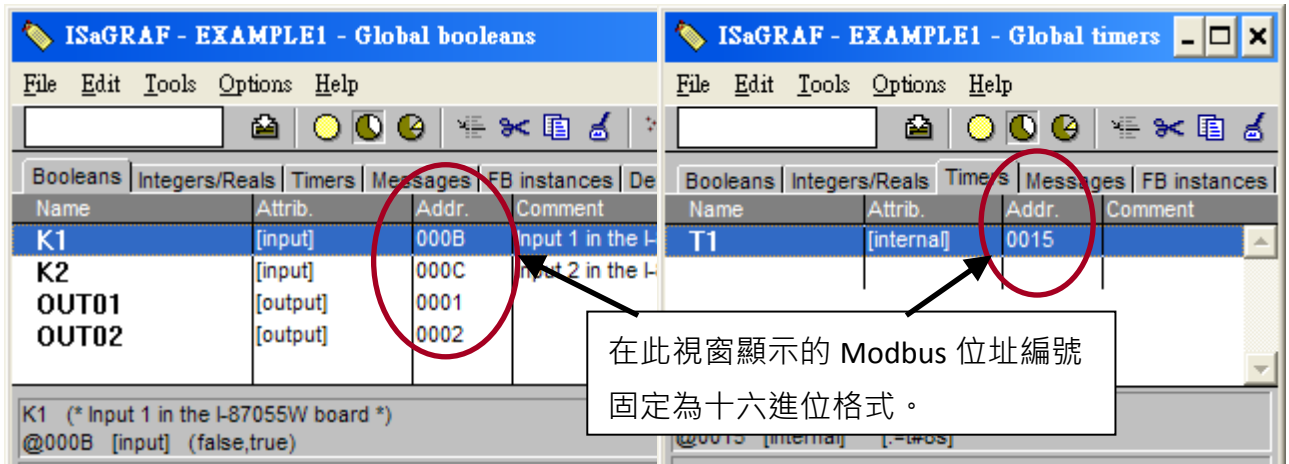 ISaGRAF - EXAMPLE1 - Global booleans
File Edit Tools Options Help
Booleans Integers/Reals Timers Messages FB instances De
Name Attrib. Addr. Comment
K1 [input] 000B Input 1 in the I-
K2 [input] 000C Input 2 in the I-
OUT01 [output] 0001
OUT02 [output] 0002
K1 (* Input 1 in the I-87055W board *)
@000B [input] (false,true)
ISaGRAF - EXAMPLE1 - Global timers
File Edit Tools Options Help
Booleans Integers/Reals Timers Messages FB instances
Name Attrib. Addr. Comment
T1 [internal] 0015
@0015 [internal]
在此視窗顯示的 Modbus 位址編號
固定為十六進位格式。